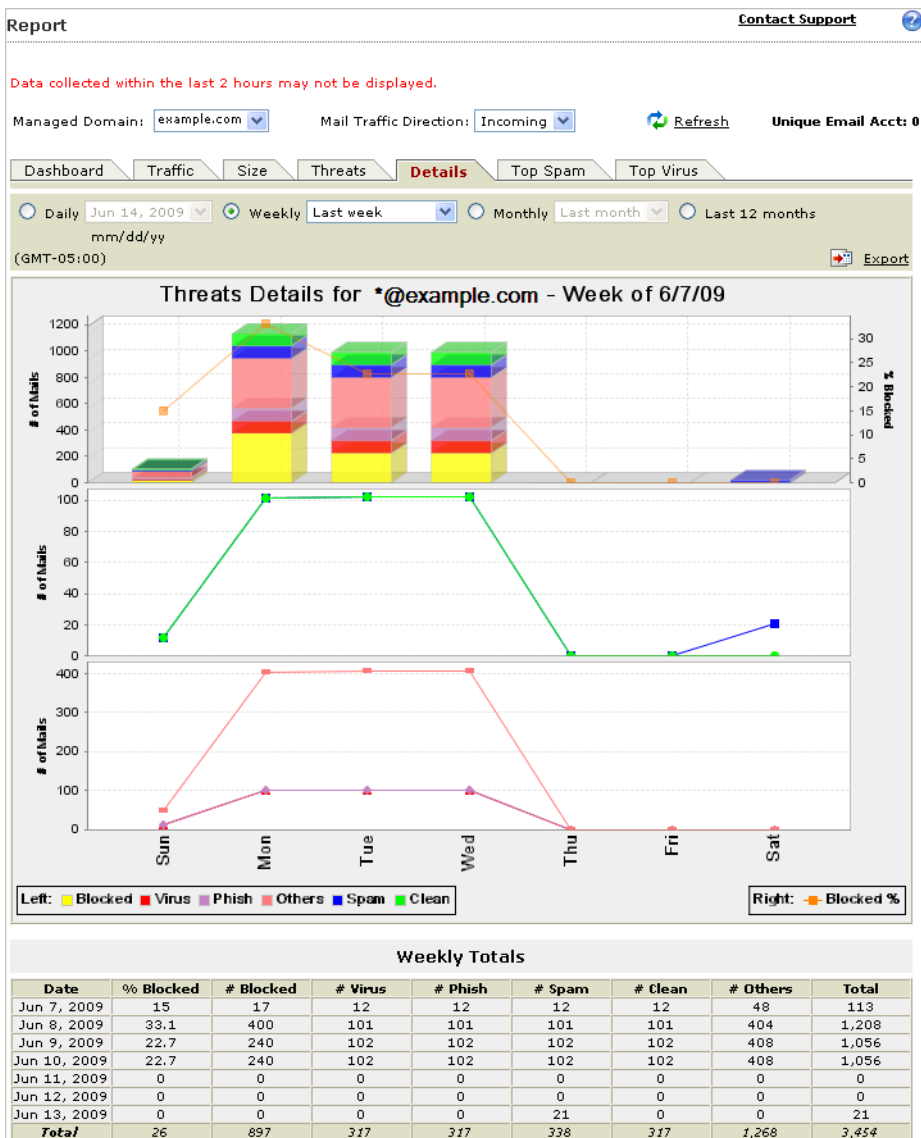 Report Contact Support ?
Data collected within the last 2 hours may not be displayed.
Managed Domain: example.com Mail Traffic Direction: Incoming Refresh Unique Email Acct: 0
Dashboard Traffic Size Threats Details Top Spam Top Virus
Daily Jun 14, 2009 Weekly Last week Monthly Last month Last 12 months
mm/dd/yy
(GMT-05:00) Export
Threats Details for *@example.com - Week of 6/7/09
1200
1000
800
600
400
200
0
# of Mails
30
25
20
15
10
5
0
% Blocked
100
80
60
40
20
0
# of Mails
400
300
200
100
0
# of Mails
Sun Mon Tue Wed Thu Fri Sat
Left: Blocked Virus Phish Others Spam Clean Right: Blocked %
Weekly Totals
Date % Blocked # Blocked # Virus # Phish # Spam # Clean # Others Total
Jun 7, 2009 15 17 12 12 12 12 48 113
Jun 8, 2009 33.1 400 101 101 101 101 404 1,208
Jun 9, 2009 22.7 240 102 102 102 102 408 1,056
Jun 10, 2009 22.7 240 102 102 102 102 408 1,056
Jun 11, 2009 0 0 0 0 0 0 0 0
Jun 12, 2009 0 0 0 0 0 0 0 0
Jun 13, 2009 0 0 0 0 21 0 0 21
Total 26 897 317 317 338 317 1,268 3,454